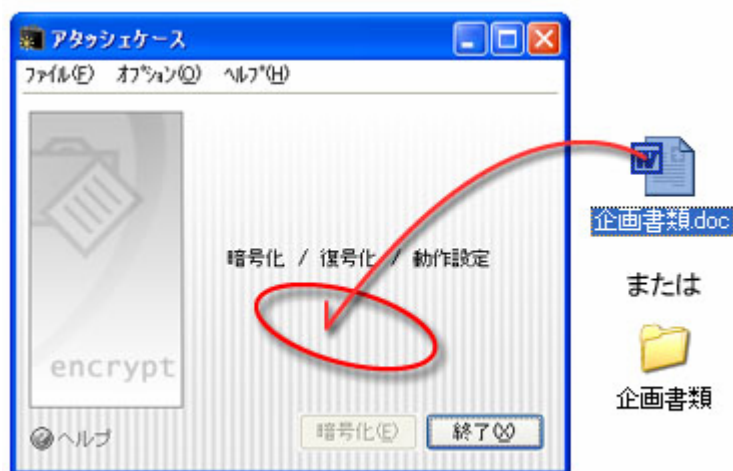 アタッシェケース
ファイル(F) オプション(O) ヘルプ(H)
企画書類.doc
暗号化 / 復号化 / 動作設定
または
encrypt
企画書類
ヘルプ 暗号化(E) 終了(X)